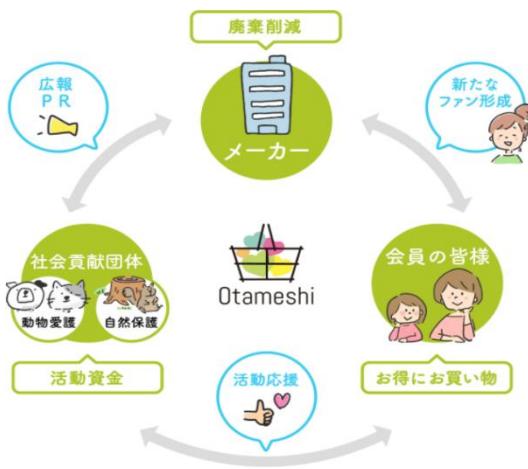 廃棄削減
広報
PR
新たな
ファン形成
メーカー
社会貢献団体
動物愛護
自然保護
会員の皆様
Otameshi
活動資金
活動応援
お得にお買い物